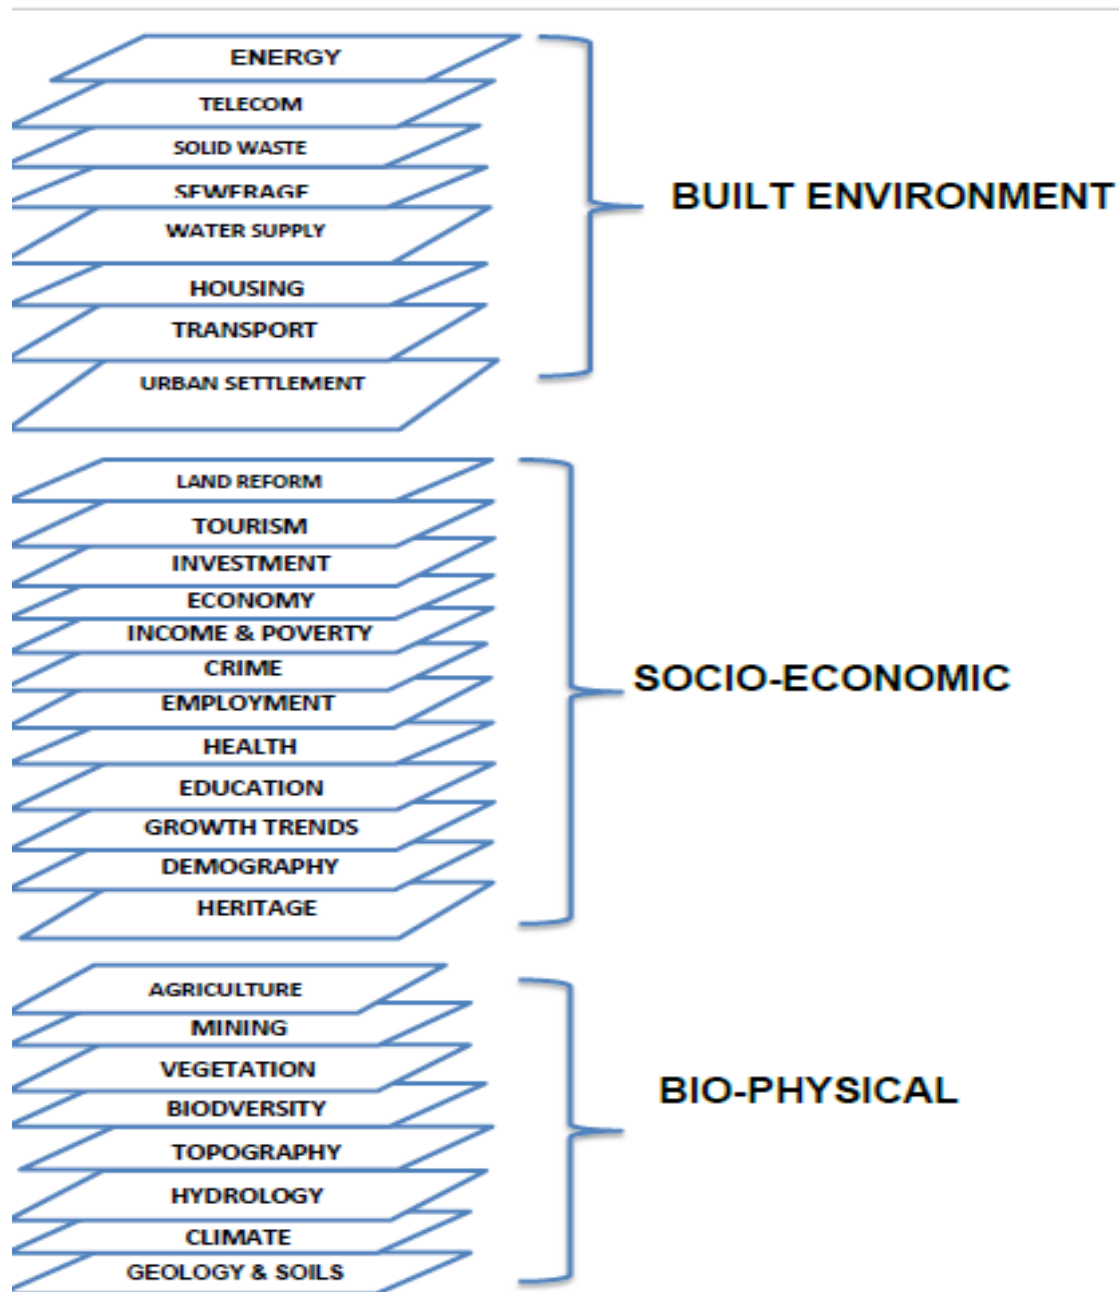 ENERGY
TELECOM
SOLID WASTE
SEWERAGE
WATER SUPPLY
HOUSING
TRANSPORT
URBAN SETTLEMENT
BUILT ENVIRONMENT
LAND REFORM
TOURISM
INVESTMENT
ECONOMY
INCOME & POVERTY
CRIME
EMPLOYMENT
HEALTH
EDUCATION
GROWTH TRENDS
DEMOGRAPHY
HERITAGE
SOCIO-ECONOMIC
AGRICULTURE
MINING
VEGETATION
BIODVERSITY
TOPOGRAPHY
HYDROLOGY
CLIMATE
GEOLOGY & SOILS
BIO-PHYSICAL